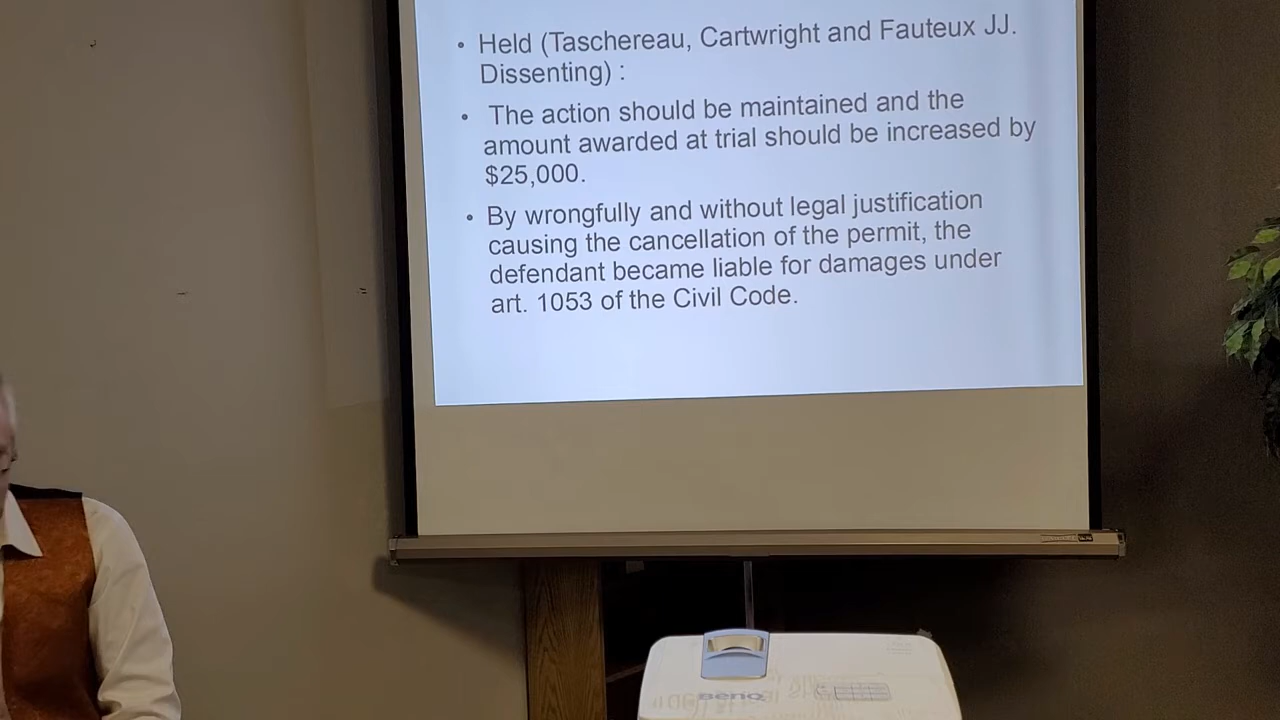 • Held (Taschereau, Cartwright and Fauteux JJ.
Dissenting) :
• The action should be maintained and the
amount awarded at trial should be increased by
$25,000.
• By wrongfully and without legal justification
causing the cancellation of the permit, the
defendant became liable for damages under
art. 1053 of the Civil Code.
BenQ